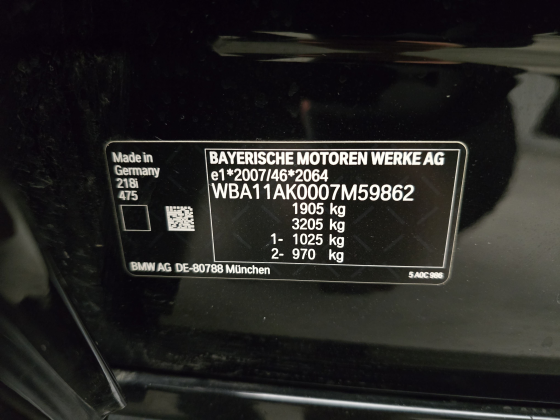 Made in
Germany
218i
475
BAYERISCHE MOTOREN WERKE AG
e1*2007/46*2064
WBA11AK0007M59862
1905 kg
3205 kg
1- 1025 kg
2- 970 kg
BMW AG DE-80788 München
5 A0C 986